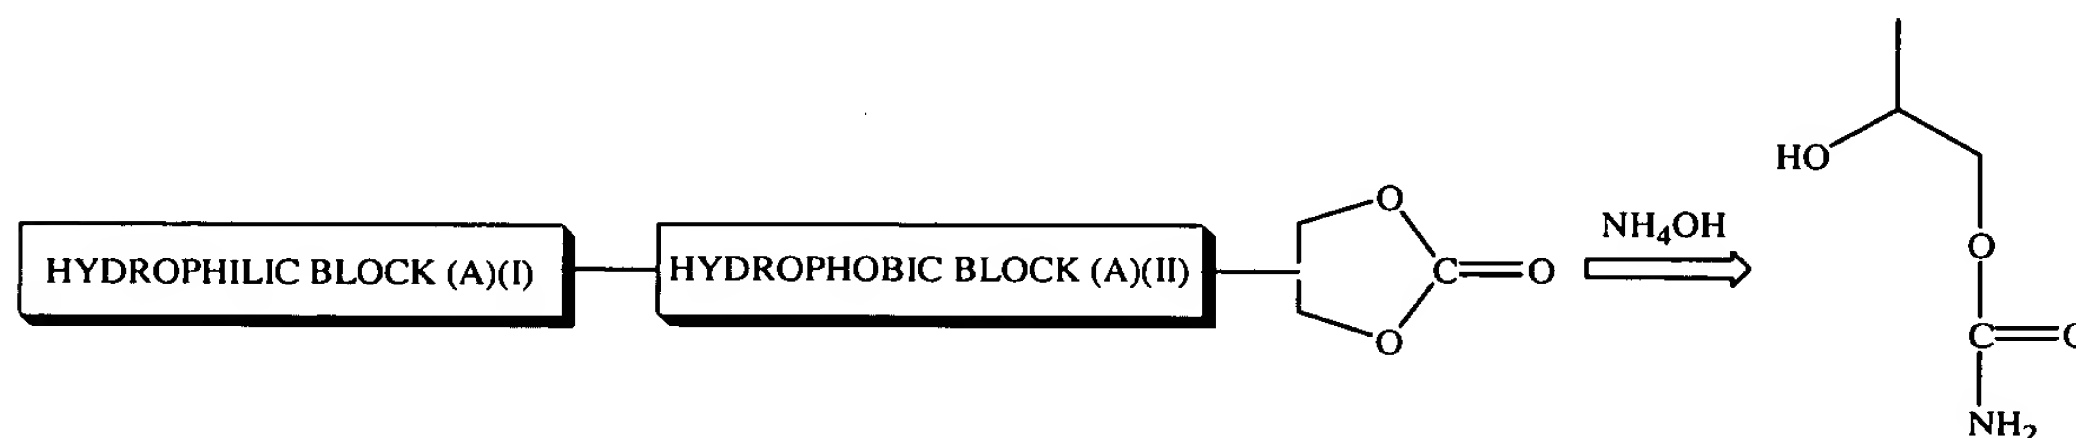 HYDROPHILIC BLOCK (A)(I)
HYDROPHOBIC BLOCK (A)(II)
O
C
O
O
NH₄OH
HO
O
C
NH₂